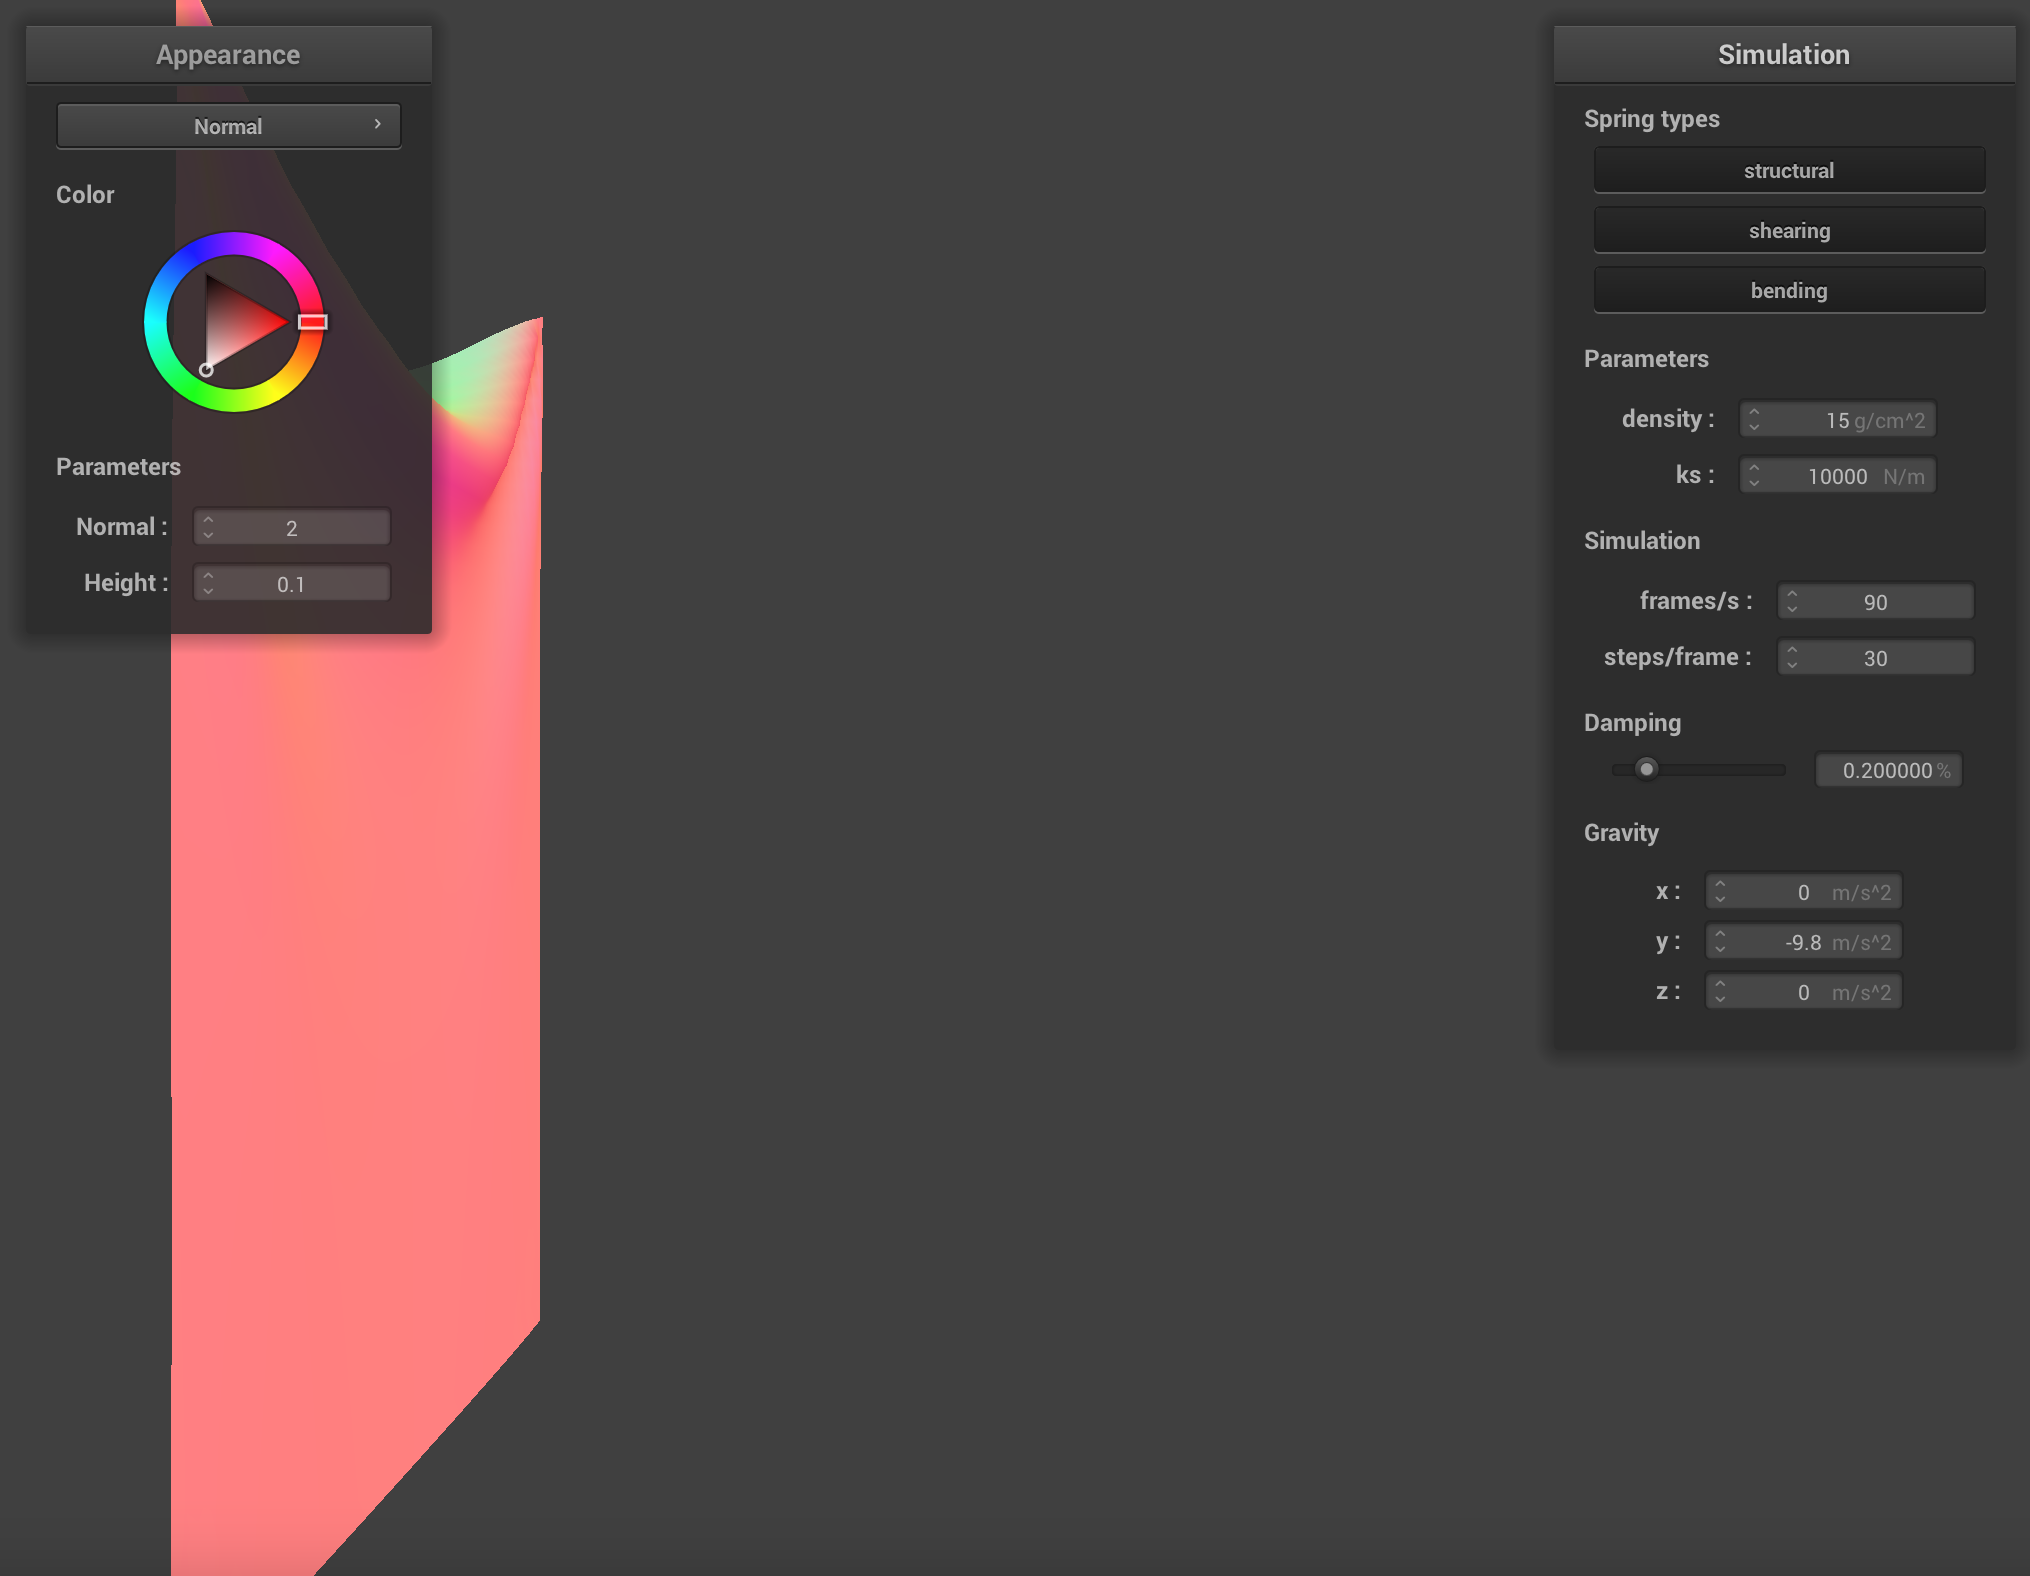 Appearance
Normal
Color
Parameters
Normal : 2
Height : 0.1
Simulation
Spring types
structural
shearing
bending
Parameters
density : 15 g/cm^2
ks : 10000 N/m
Simulation
frames/s : 90
steps/frame : 30
Damping
0.200000 %
Gravity
x : 0 m/s^2
y : -9.8 m/s^2
z : 0 m/s^2